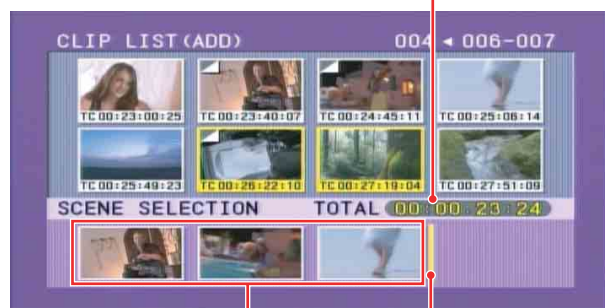 CLIP LIST(ADD) 004 ◄ 006-007
TC 00:23:00:25 TC 00:23:40:07 TC 00:24:45:11 TC 00:25:06:14
TC 00:25:49:23 TC 00:26:22:10 TC 00:27:19:04 TC 00:27:51:09
SCENE SELECTION TOTAL 00:00:23:24